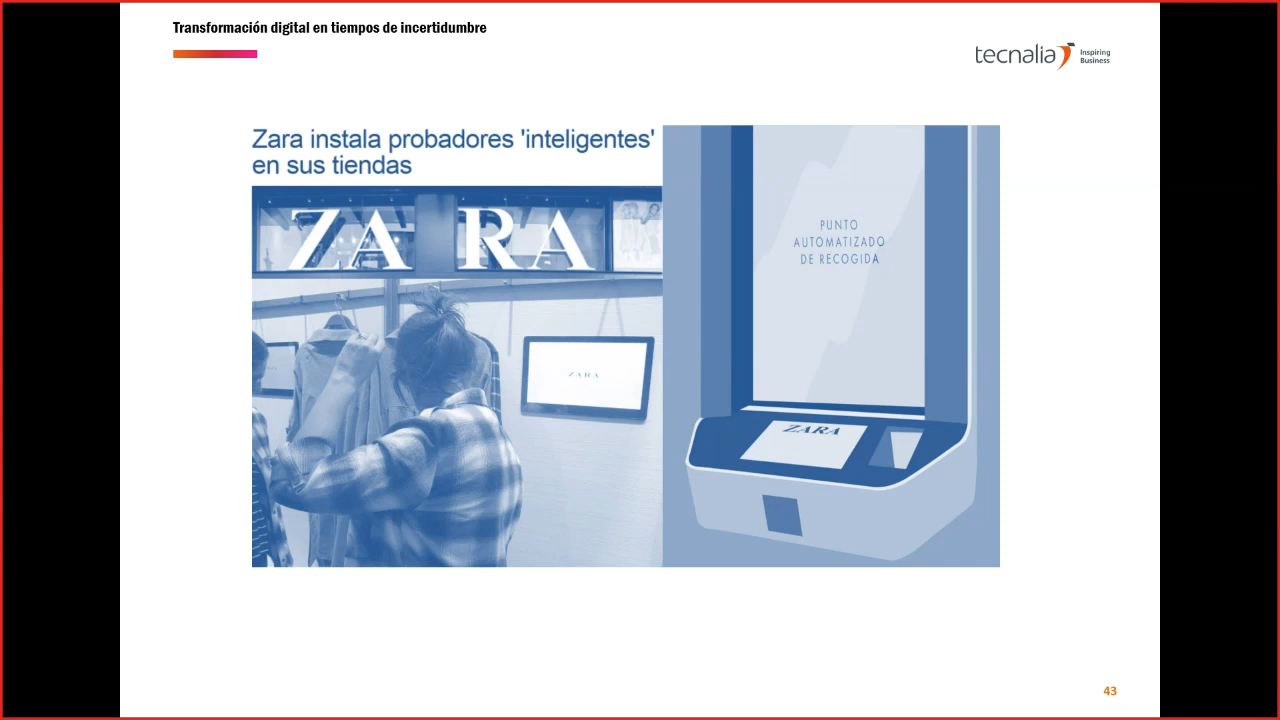 Transformación digital en tiempos de incertidumbre
tecnalia
Inspiring
Business
Zara instala probadores 'inteligentes'
en sus tiendas
ZARA
ZARA
PUNTO
AUTOMATIZADO
DE RECOGIDA
ZARA
43